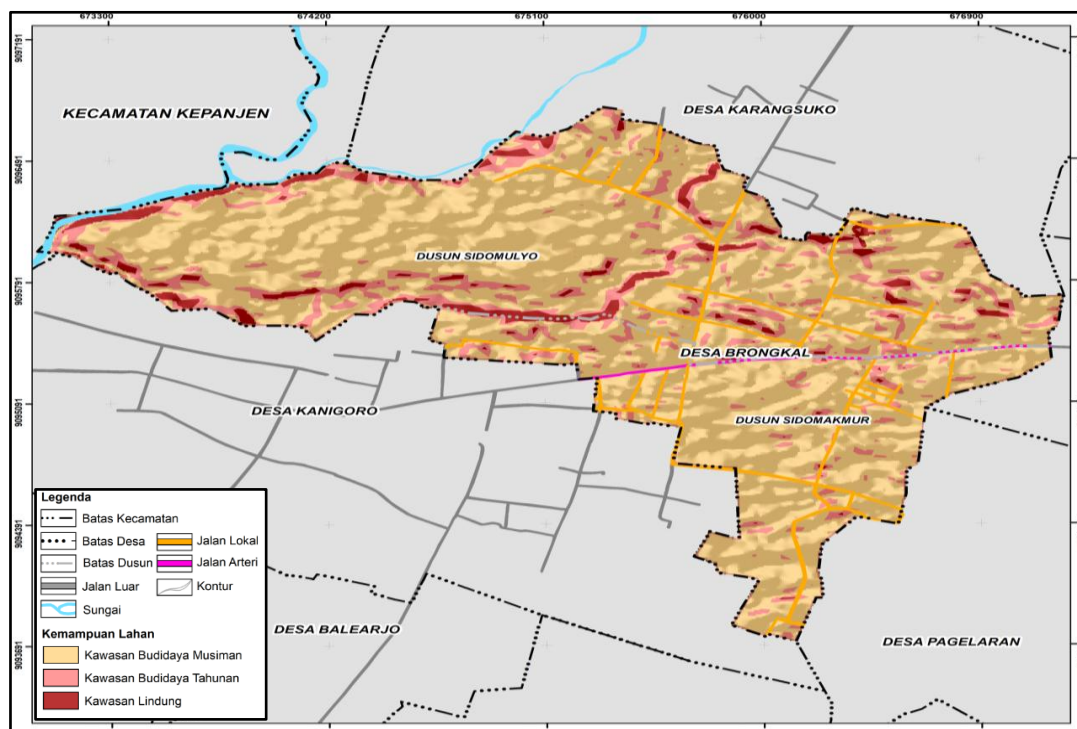 673300
674200
675100
676000
676900
9097191
9096491
9095791
9095091
9094391
9093691
KECAMATAN KEPANJEN
DESA KARANGSUKO
DUSUN SIDOMULYO
DESA BRONGKAL
DESA KANIGORO
DUSUN SIDOMAKMUR
DESA BALEARJO
DESA PAGELARAN
Legenda
Batas Kecamatan
Batas Desa
Jalan Lokal
Batas Dusun
Jalan Arteri
Jalan Luar
Kontur
Sungai
Kemampuan Lahan
Kawasan Budidaya Musiman
Kawasan Budidaya Tahunan
Kawasan Lindung